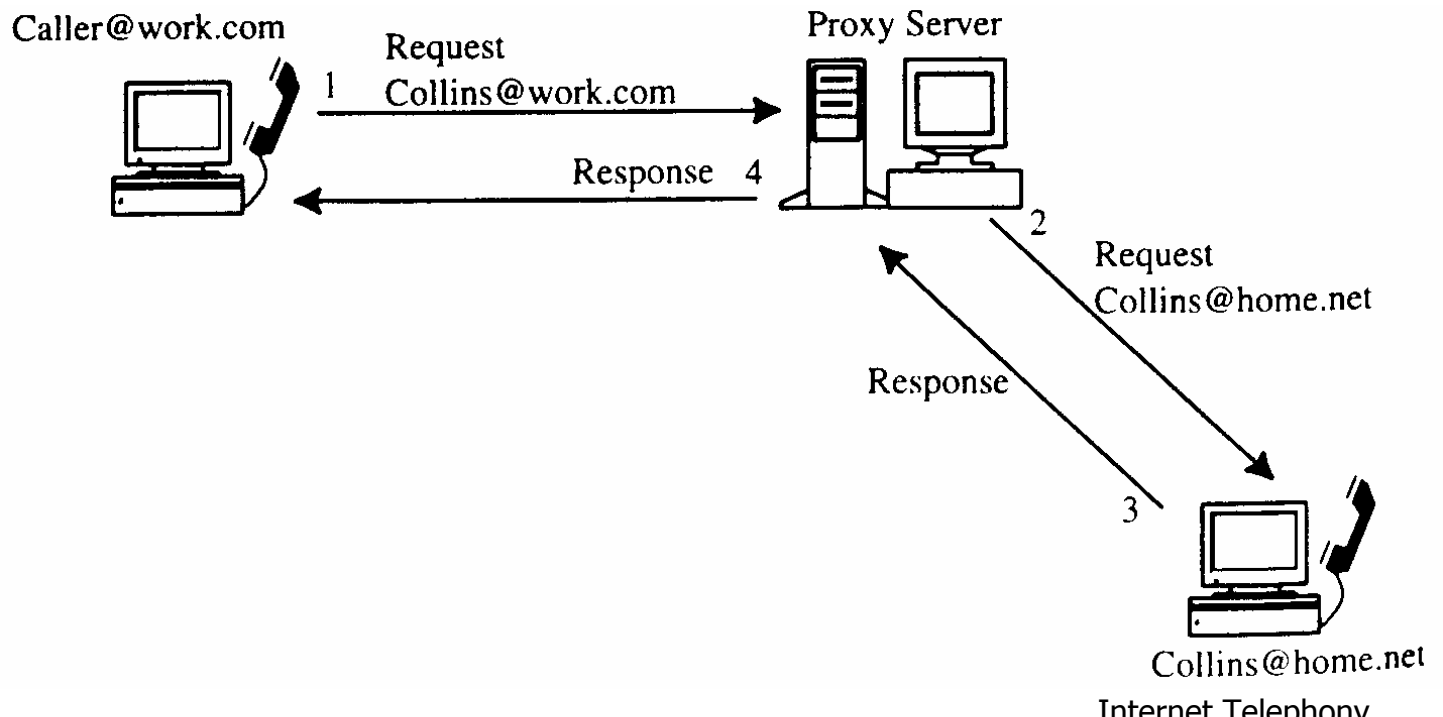 Caller@work.com
Proxy Server
1
Request
Collins@work.com
Response 4
2
Request
Collins@home.net
Response
3
Collins@home.net
Internet Telephony